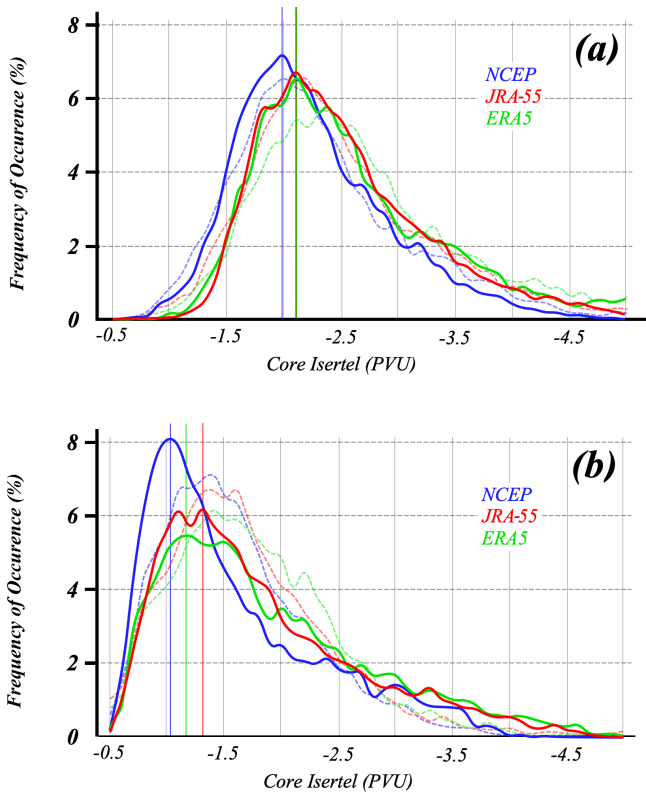 8
(a)
NCEP
JRA-55
ERA5
6
4
2
0
Frequency of Occurence (%)
-0.5 -1.5 -2.5 -3.5 -4.5
Core Isertel (PVU)
8
(b)
NCEP
JRA-55
ERA5
6
4
2
0
Frequency of Occurence (%)
-0.5 -1.5 -2.5 -3.5 -4.5
Core Isertel (PVU)